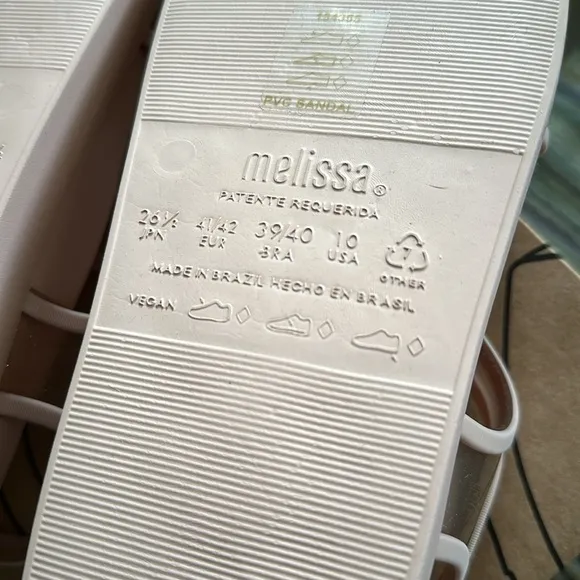 PVC SANDAL
melissa®
PATENTE REQUERIDA
26½ 41/42 39/40 10
JPN EUR BRA USA
7
OTHER
MADE IN BRAZIL HECHO EN BRASIL
VEGAN